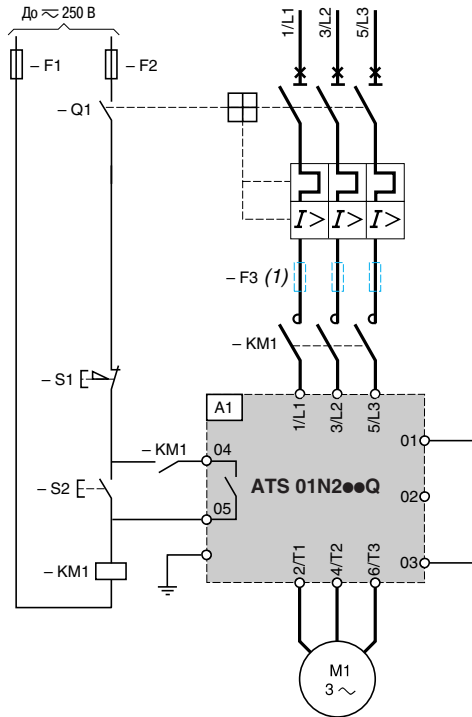 До ≂ 250 В
1/L1
3/L2
5/L3
– F1
– F2
– Q1
I>
I>
I>
– F3 (1)
– KM1
– S1
A1
1/L1
3/L2
5/L3
– KM1
04
01
ATS 01N2●●Q
– S2
05
02
– KM1
03
2/T1
4/T2
6/T3
M1
3 ~